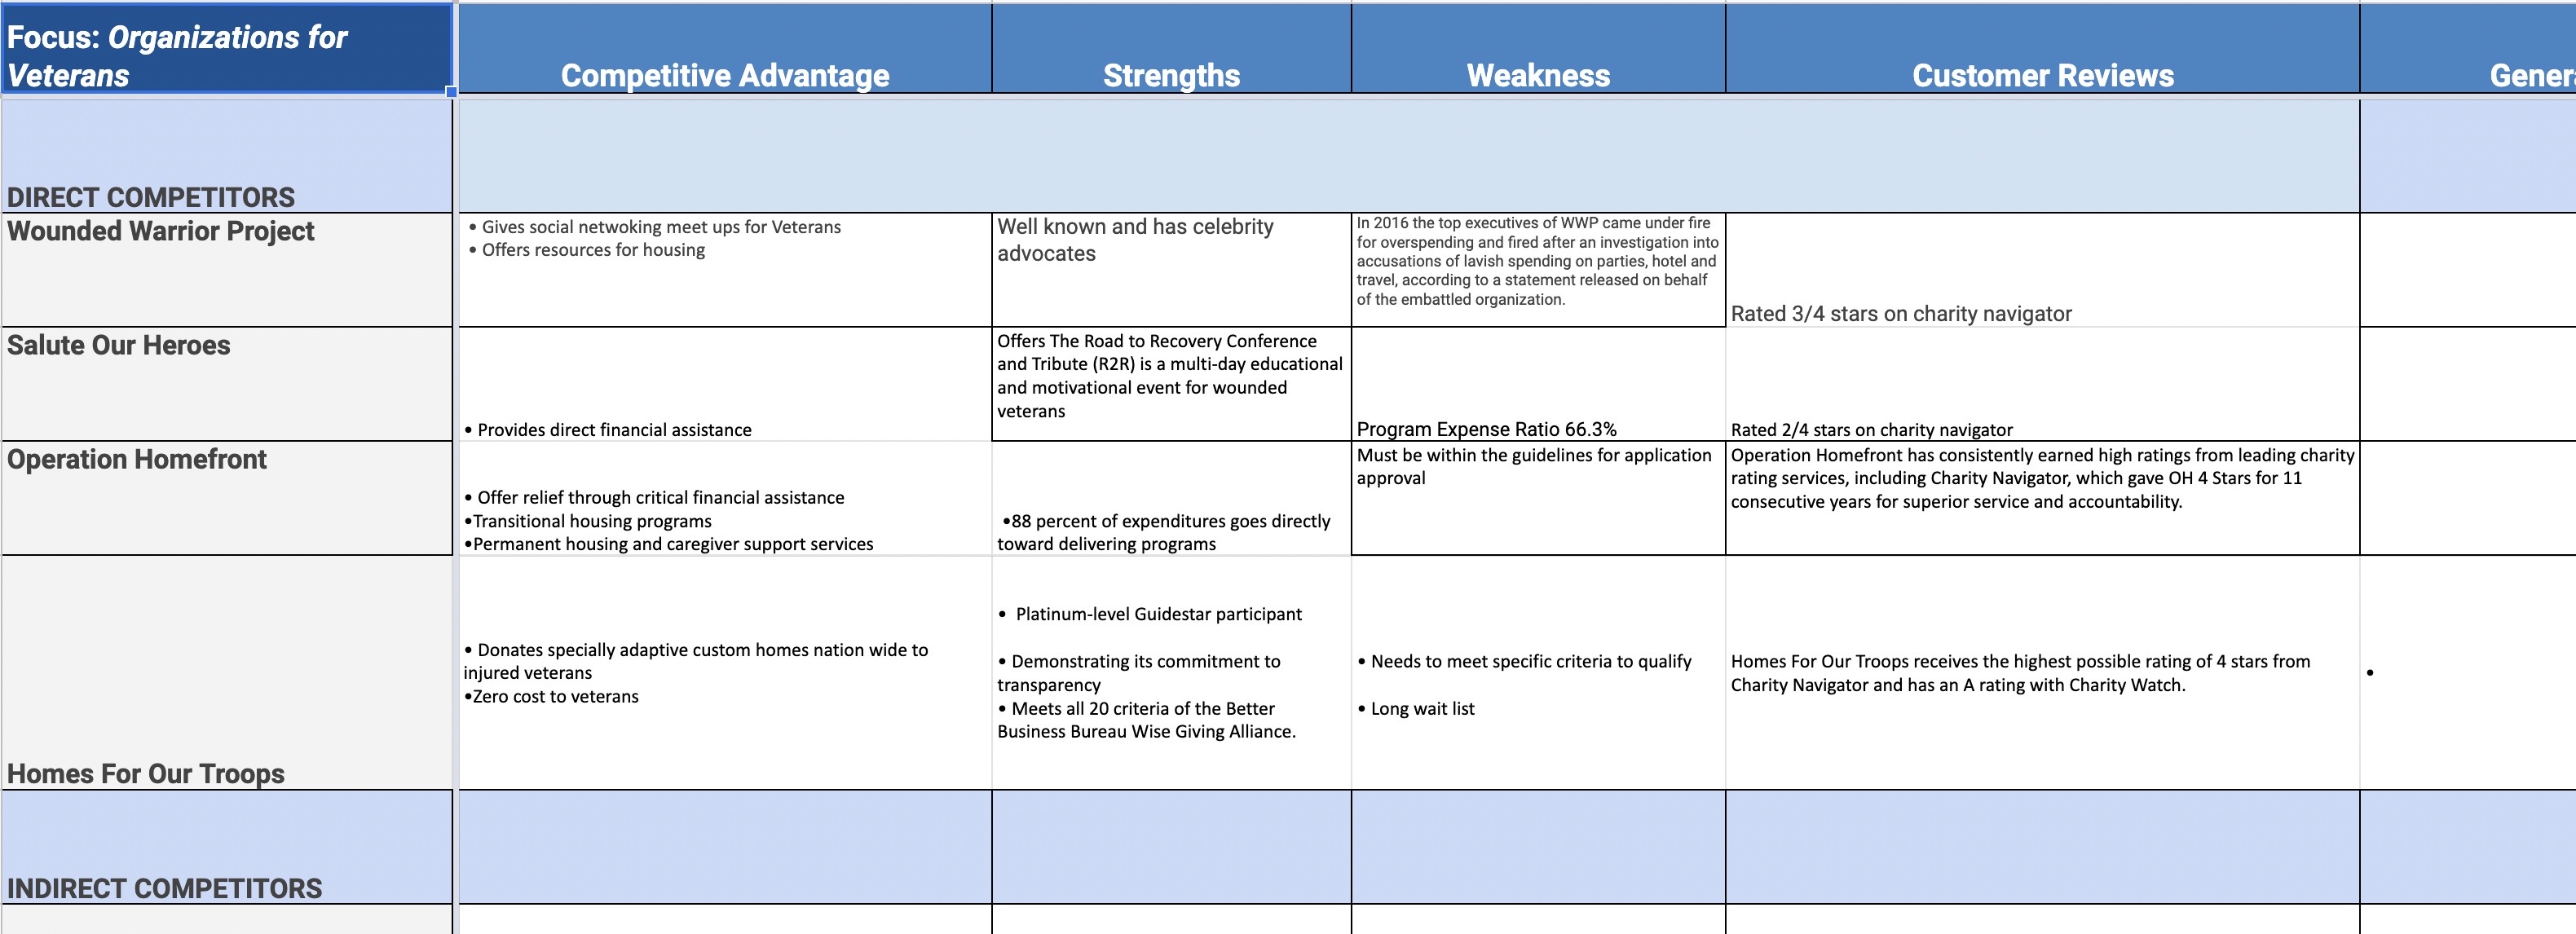 Focus: Organizations for
Veterans
Competitive Advantage
Strengths
Weakness
Customer Reviews
DIRECT COMPETITORS
Wounded Warrior Project
• Gives social netwoking meet ups for Veterans
• Offers resources for housing
Well known and has celebrity
advocates
In 2016 the top executives of WWP came under fire
for overspending and fired after an investigation into
accusations of lavish spending on parties, hotel and
travel, according to a statement released on behalf
of the embattled organization.
Rated 3/4 stars on charity navigator
Salute Our Heroes
• Provides direct financial assistance
Offers The Road to Recovery Conference
and Tribute (R2R) is a multi-day educational
and motivational event for wounded
veterans
Program Expense Ratio 66.3%
Rated 2/4 stars on charity navigator
Operation Homefront
• Offer relief through critical financial assistance
•Transitional housing programs
•Permanent housing and caregiver support services
•88 percent of expenditures goes directly
toward delivering programs
Must be within the guidelines for application
approval
Operation Homefront has consistently earned high ratings from leading charity
rating services, including Charity Navigator, which gave OH 4 Stars for 11
consecutive years for superior service and accountability.
Homes For Our Troops
• Donates specially adaptive custom homes nation wide to
injured veterans
•Zero cost to veterans
• Platinum-level Guidestar participant
• Demonstrating its commitment to
transparency
• Meets all 20 criteria of the Better
Business Bureau Wise Giving Alliance.
• Needs to meet specific criteria to qualify
• Long wait list
Homes For Our Troops receives the highest possible rating of 4 stars from
Charity Navigator and has an A rating with Charity Watch.
•
INDIRECT COMPETITORS